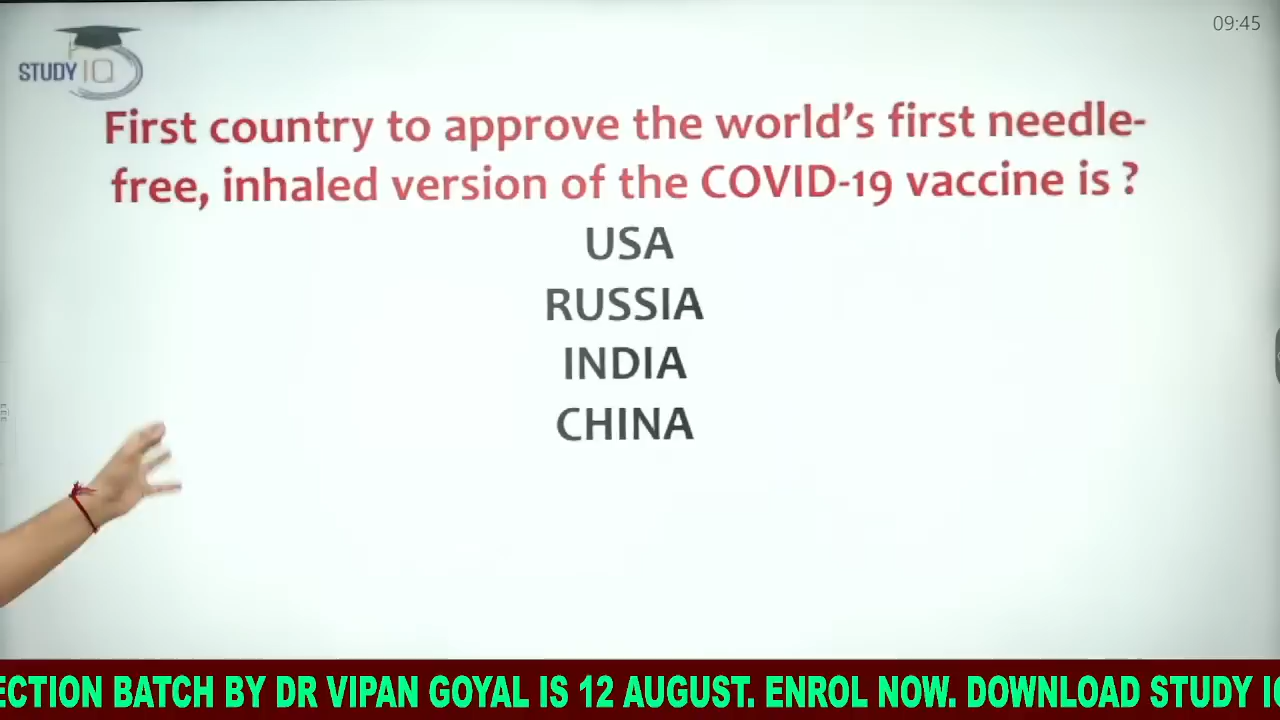 09:45
STUDY IQ
First country to approve the world’s first needle-
free, inhaled version of the COVID-19 vaccine is ?
USA
RUSSIA
INDIA
CHINA
ECTION BATCH BY DR VIPAN GOYAL IS 12 AUGUST. ENROL NOW. DOWNLOAD STUDY IQ